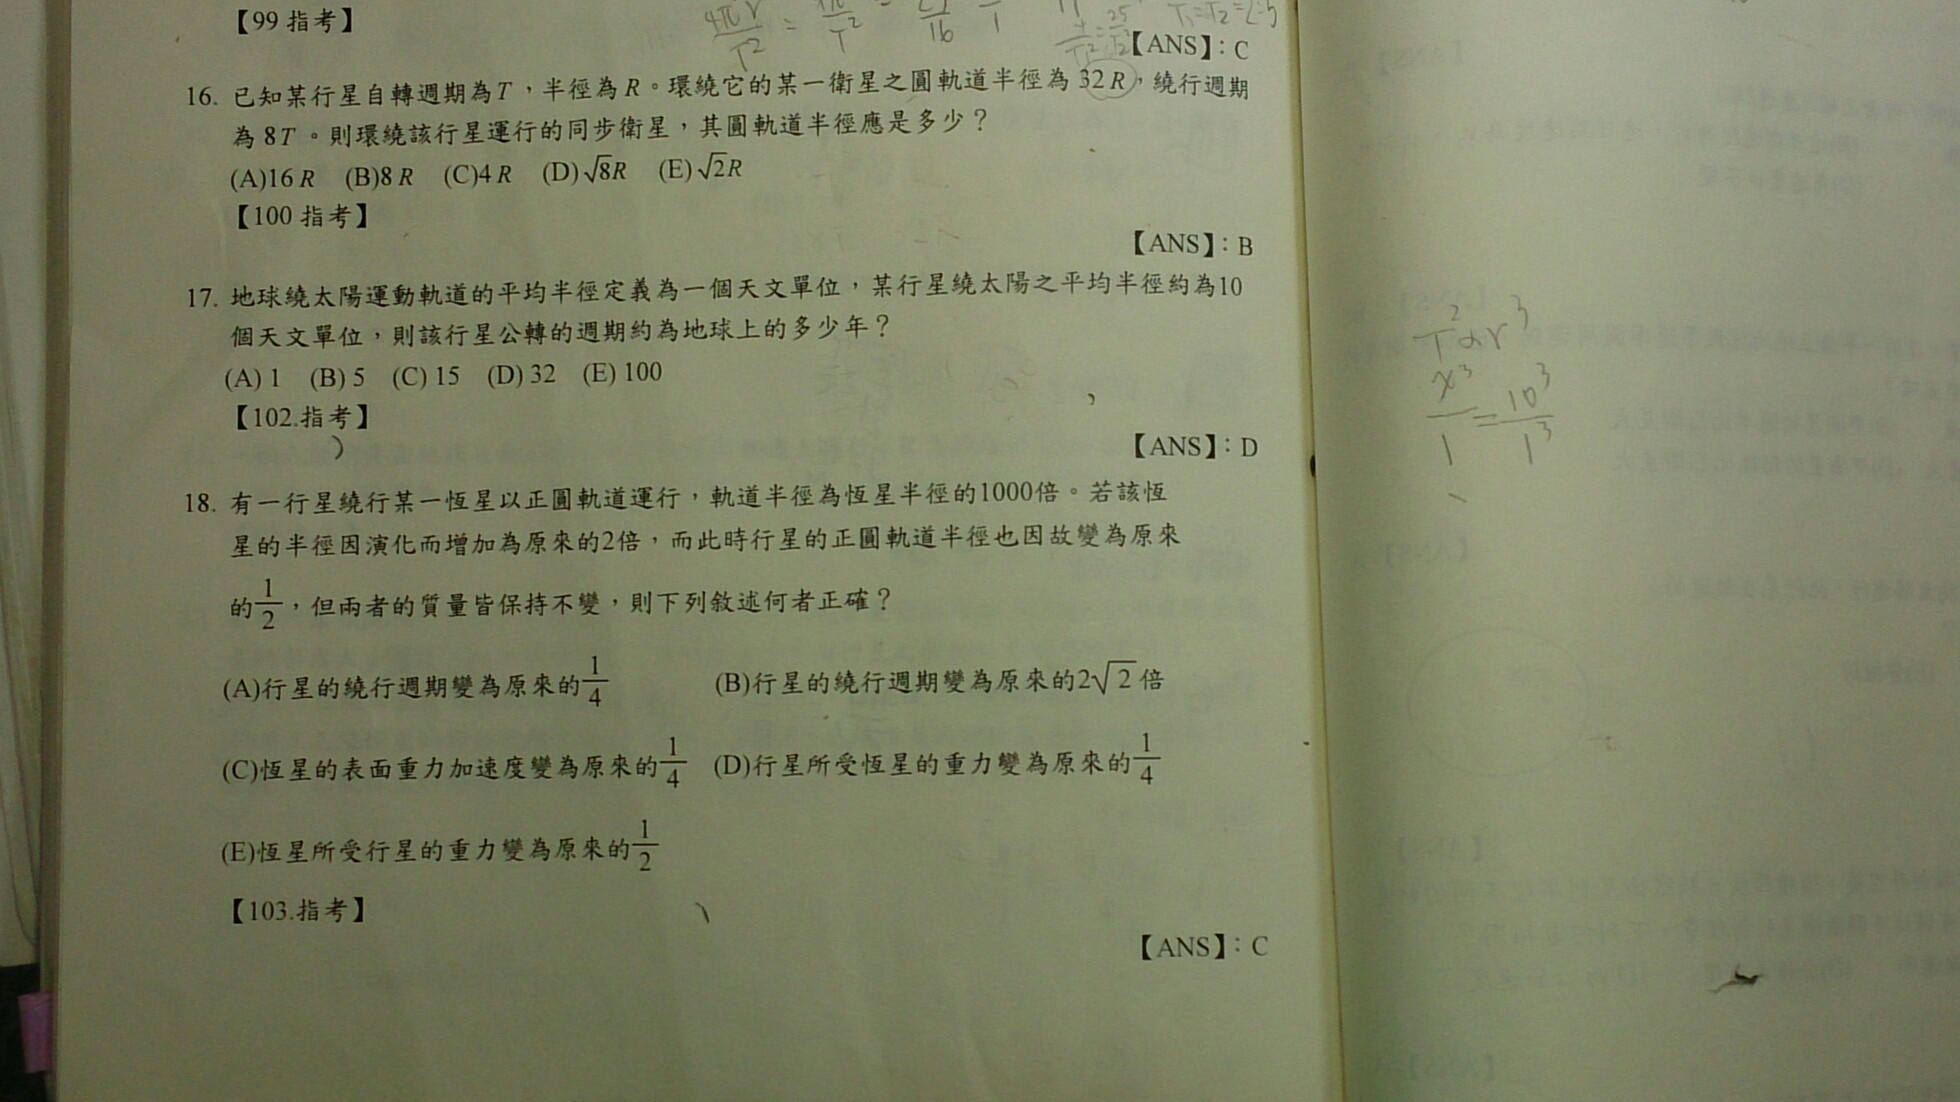 【99 指考】
【ANS】：C
16. 已知某行星自轉週期為T，半徑為R。環繞它的某一衛星之圓軌道半徑為 32R，繞行週期
為 8T。則環繞該行星運行的同步衛星，其圓軌道半徑應是多少？
(A)16R (B)8R (C)4R (D)√8R (E)√2R
【100 指考】
【ANS】：B
17. 地球繞太陽運動軌道的平均半徑定義為一個天文單位，某行星繞太陽之平均半徑約為10
個天文單位，則該行星公轉的週期約為地球上的多少年？
(A) 1 (B) 5 (C) 15 (D) 32 (E) 100
【102.指考】
【ANS】：D
18. 有一行星繞行某一恆星以正圓軌道運行，軌道半徑為恆星半徑的1000倍。若該恆
星的半徑因演化而增加為原來的2倍，而此時行星的正圓軌道半徑也因故變為原來
的1/2，但兩者的質量皆保持不變，則下列敘述何者正確？
(A)行星的繞行週期變為原來的1/4 (B)行星的繞行週期變為原來的2√2倍
(C)恆星的表面重力加速度變為原來的1/4 (D)行星所受恆星的重力變為原來的1/4
(E)恆星所受行星的重力變為原來的1/2
【103.指考】
【ANS】：C
T²αr³
x³/1=10³/1³